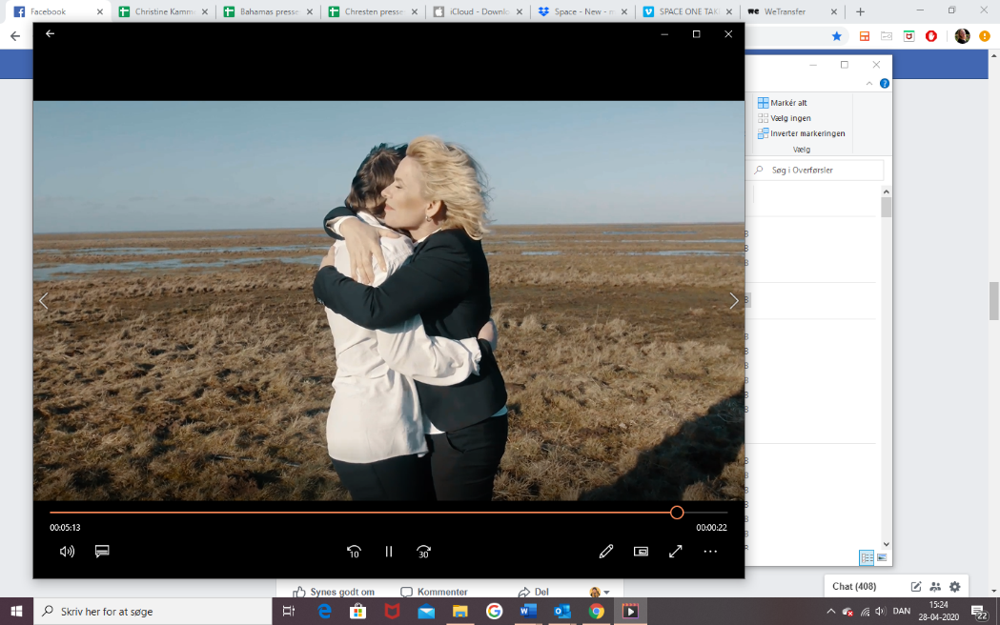 Facebook
Christine Kamm
Bahamas presse
Chresten presse
iCloud - Downlo
Space - New - m
SPACE ONE TAK
WeTransfer
Markér alt
Vælg ingen
Inverter markeringen
Vælg
Søg i Overførsler
00:05:13
00:00:22
10
30
Synes godt om
Kommenter
Del
Chat (408)
Skriv her for at søge
DAN
15:24
28-04-2020
22